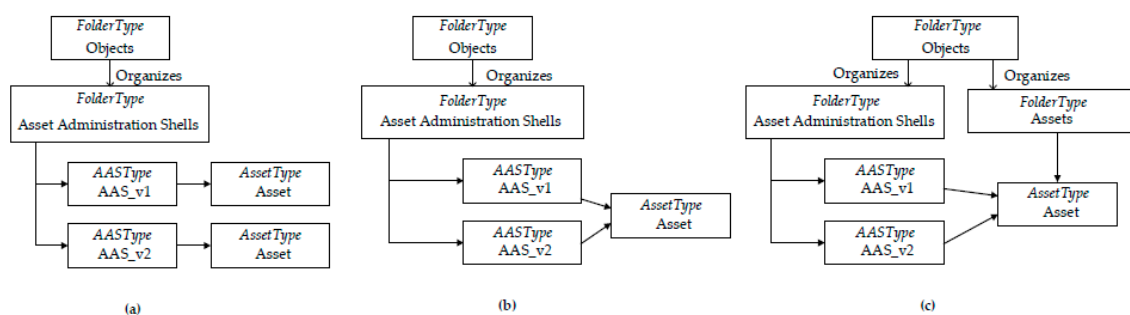 FolderType
Objects
Organizes
FolderType
Asset Administration Shells
AASType
AAS_v1
AssetType
Asset
AASType
AAS_v2
AssetType
Asset
(a)
FolderType
Objects
Organizes
FolderType
Asset Administration Shells
AASType
AAS_v1
AssetType
Asset
AASType
AAS_v2
(b)
FolderType
Objects
Organizes
Organizes
FolderType
Asset Administration Shells
FolderType
Assets
AASType
AAS_v1
AssetType
Asset
AASType
AAS_v2
(c)